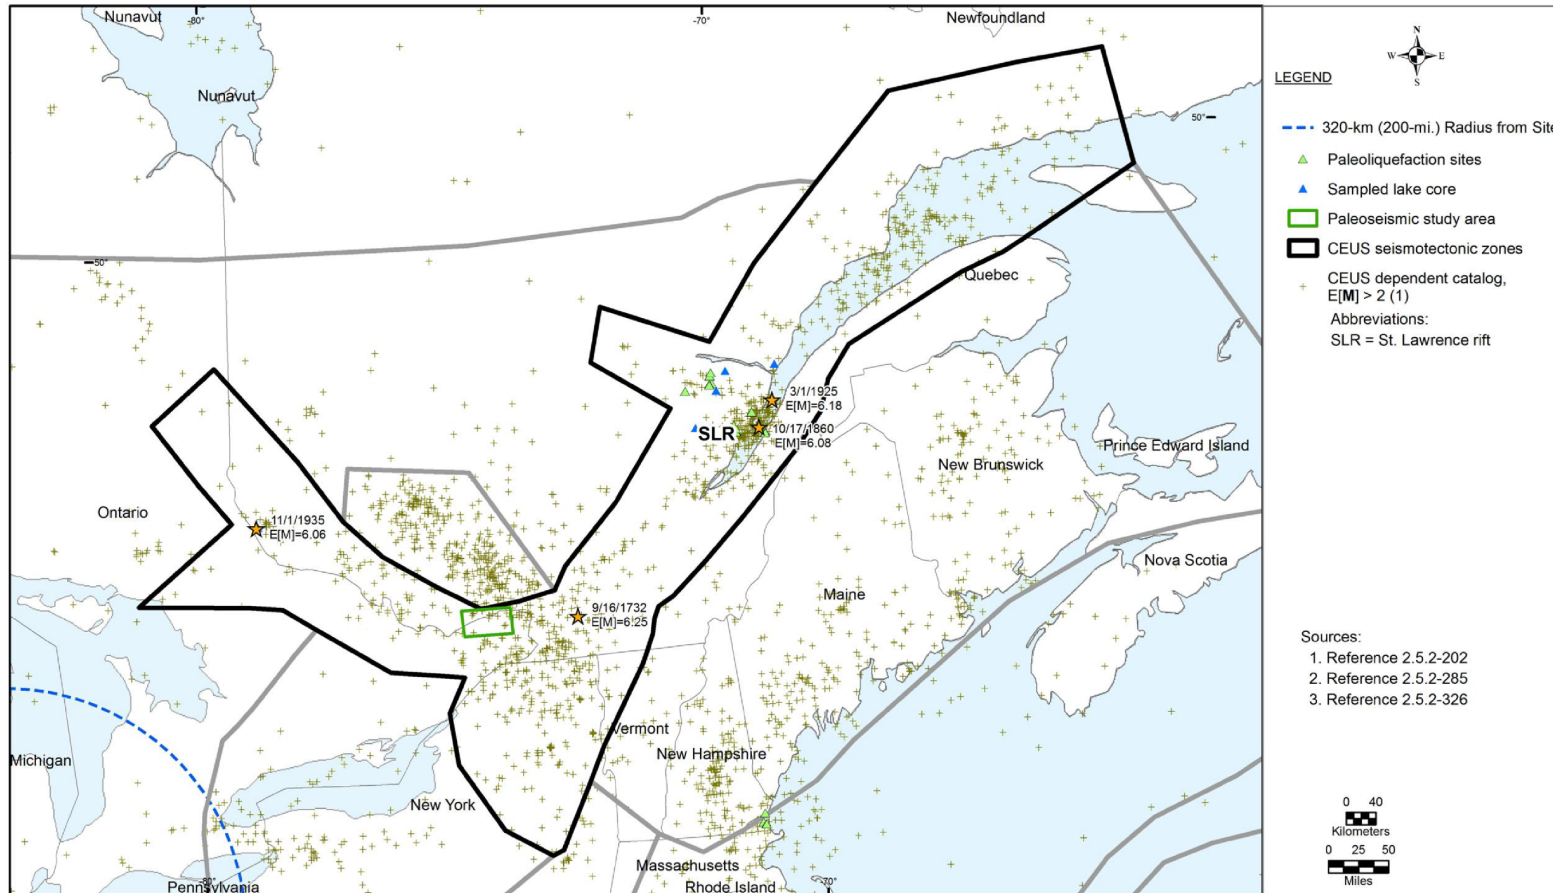 Nunavut
-80°
-70°
Newfoundland
Nunavut
50°
50°
Quebec
3/1/1925
E[M]=6.18
SLR
10/17/1860
E[M]=6.08
Prince Edward Island
New Brunswick
Ontario
11/1/1935
E[M]=6.06
Nova Scotia
Maine
9/16/1732
E[M]=6.25
Vermont
New Hampshire
Michigan
New York
Massachusetts
Pennsylvania
-80°
Rhode Island
-70°
N
W
E
S
LEGEND
320-km (200-mi.) Radius from Site
Paleoliquefaction sites
Sampled lake core
Paleoseismic study area
CEUS seismotectonic zones
CEUS dependent catalog,
E[M] > 2 (1)
Abbreviations:
SLR = St. Lawrence rift
Sources:
1. Reference 2.5.2-202
2. Reference 2.5.2-285
3. Reference 2.5.2-326
0 40
Kilometers
0 25 50
Miles